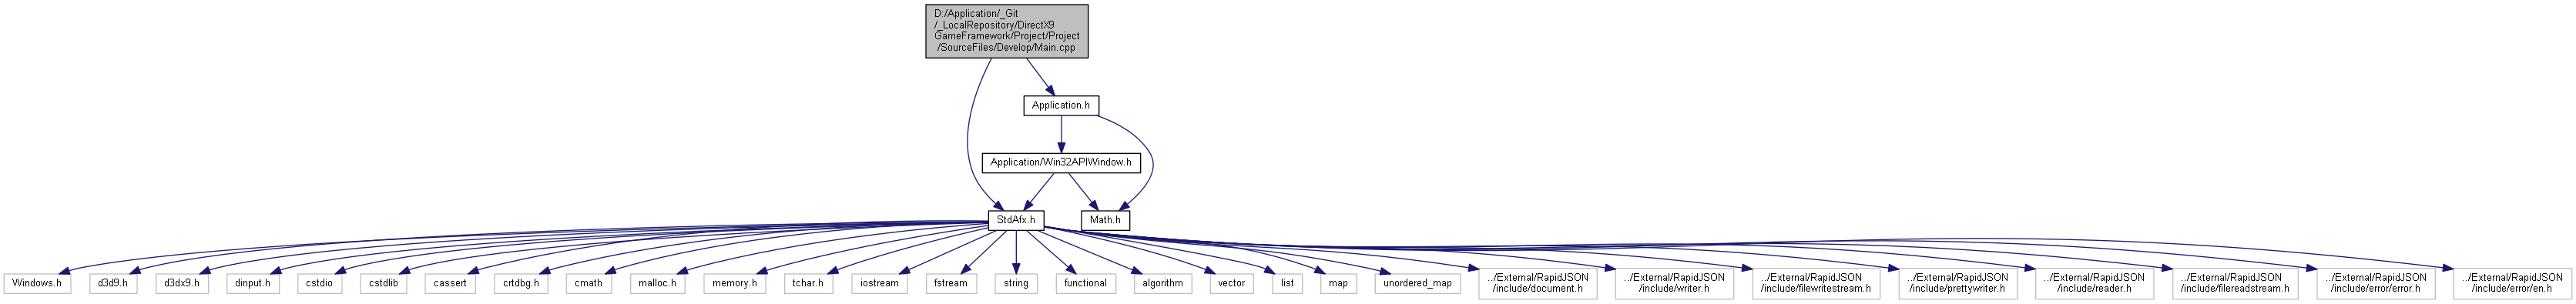 D:/Application/_Git
/_LocalRepository/DirectX9
GameFramework/Project/Project
/SourceFiles/Develop/Main.cpp
Application.h
Application/Win32APIWindow.h
StdAfx.h
Math.h
Windows.h
d3d9.h
d3dx9.h
dinput.h
cstdio
cstdlib
cassert
crtdbg.h
cmath
malloc.h
memory.h
tchar.h
iostream
fstream
string
functional
algorithm
vector
list
map
unordered_map
../External/RapidJSON
/include/document.h
../External/RapidJSON
/include/writer.h
../External/RapidJSON
/include/filewritestream.h
../External/RapidJSON
/include/prettywriter.h
../External/RapidJSON
/include/reader.h
../External/RapidJSON
/include/filereadstream.h
../External/RapidJSON
/include/error/error.h
../External/RapidJSON
/include/error/en.h